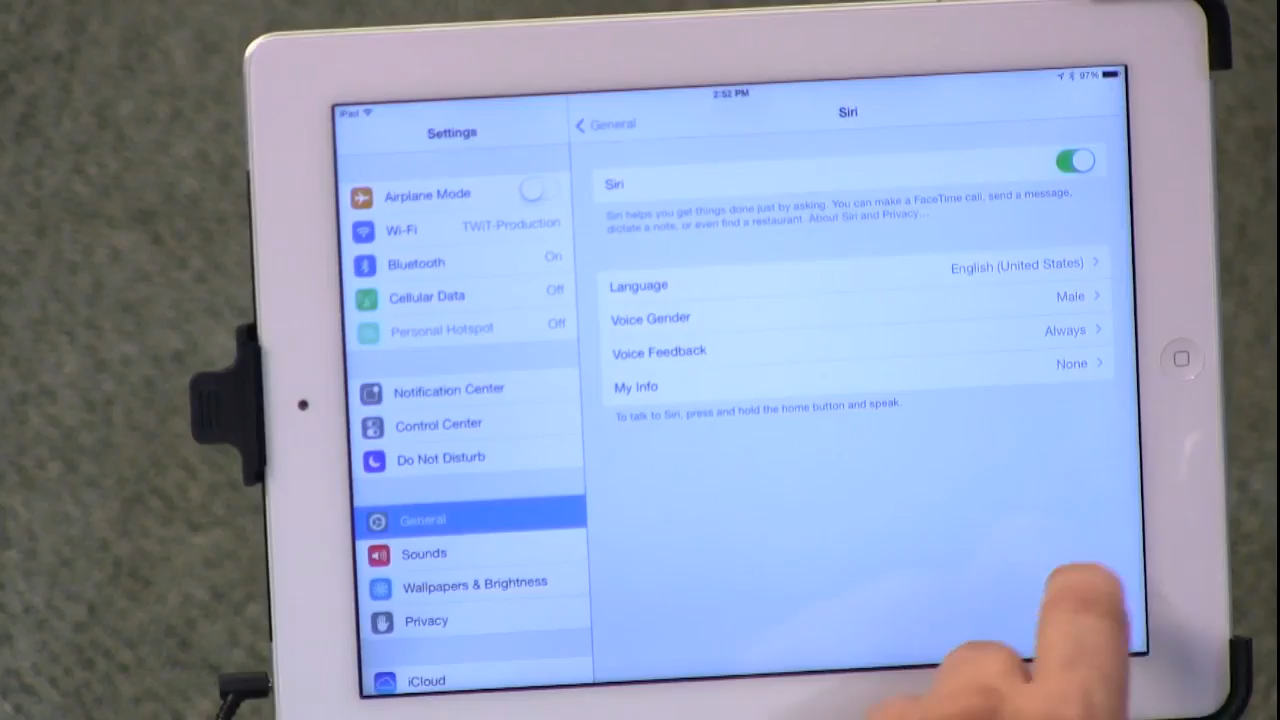 iPad
2:52 PM
97%
Settings
Airplane Mode
Wi-Fi TWiT-Production
Bluetooth On
Cellular Data Off
Personal Hotspot Off
Notification Center
Control Center
Do Not Disturb
General
Sounds
Wallpapers & Brightness
Privacy
iCloud
General
Siri
Siri
Siri helps you get things done just by asking. You can make a FaceTime call, send a message,
dictate a note, or even find a restaurant. About Siri and Privacy...
Language English (United States)
Voice Gender Male
Voice Feedback Always
My Info None
To talk to Siri, press and hold the home button and speak.